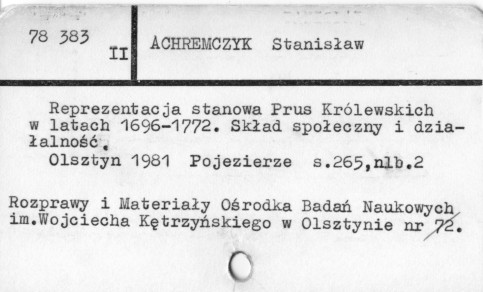 78 383
II
ACHREMCZYK Stanisław
Reprezentacja stanowa Prus Królewskich
w latach 1696-1772. Skład społeczny i dzia-
łalność.
Olsztyn 1981 Pojezierze s.265,nlb.2
Rozprawy i Materiały Ośrodka Badań Naukowych
im.Wojciecha Kętrzyńskiego w Olsztynie nr 72.